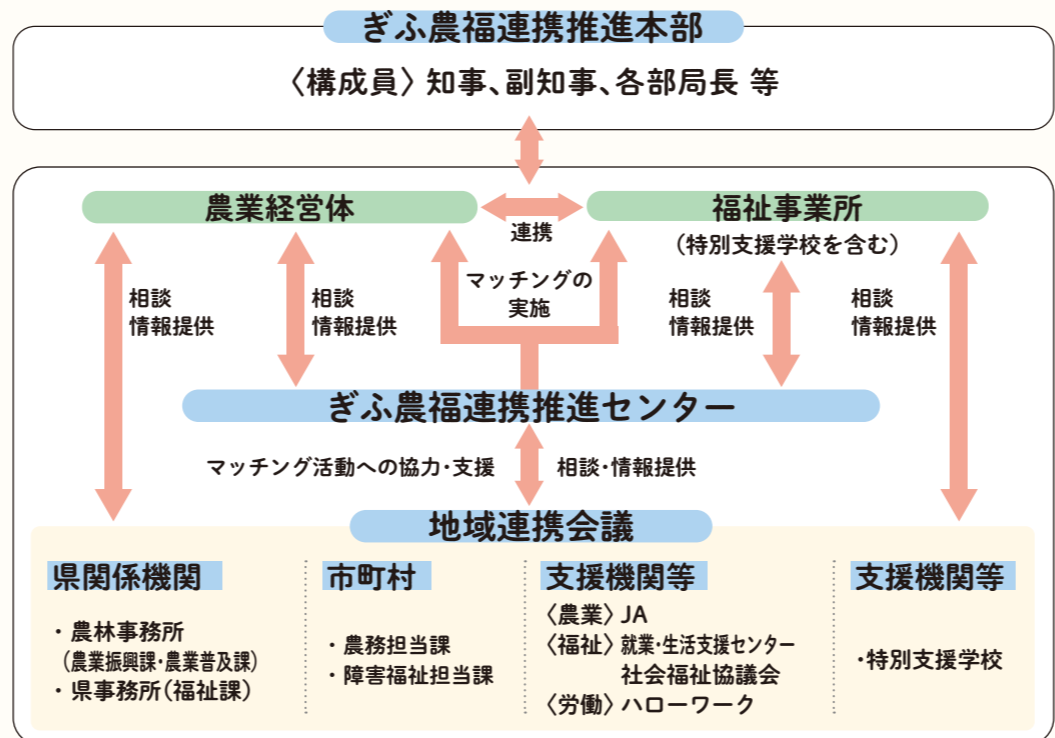 ぎふ農福連携推進本部
〈構成員〉知事、副知事、各部局長 等
農業経営体
福祉事業所
連携
(特別支援学校を含む)
マッチングの
実施
相談
情報提供
相談
情報提供
相談
情報提供
相談
情報提供
ぎふ農福連携推進センター
マッチング活動への協力・支援
相談・情報提供
地域連携会議
県関係機関
・農林事務所
(農業振興課・農業普及課)
・県事務所(福祉課)
市町村
・農務担当課
・障害福祉担当課
支援機関等
〈農業〉JA
〈福祉〉就業・生活支援センター
社会福祉協議会
〈労働〉ハローワーク
支援機関等
・特別支援学校